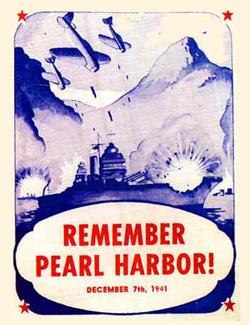 REMEMBER
PEARL HARBOR!
DECEMBER 7th, 1941